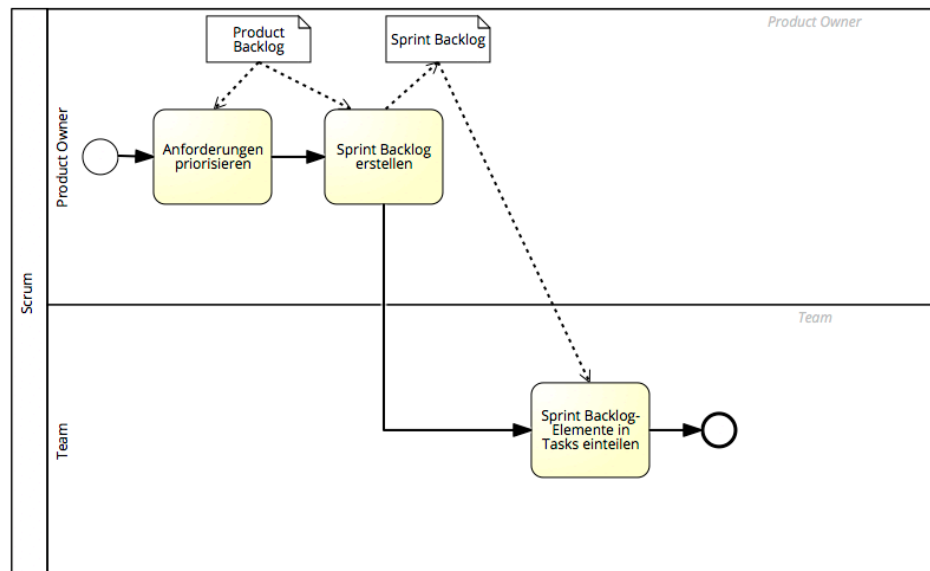 Product Owner
Product
Backlog
Sprint Backlog
Anforderungen
priorisieren
Sprint Backlog
erstellen
Product Owner
Scrum
Team
Sprint Backlog-
Elemente in
Tasks einteilen
Team